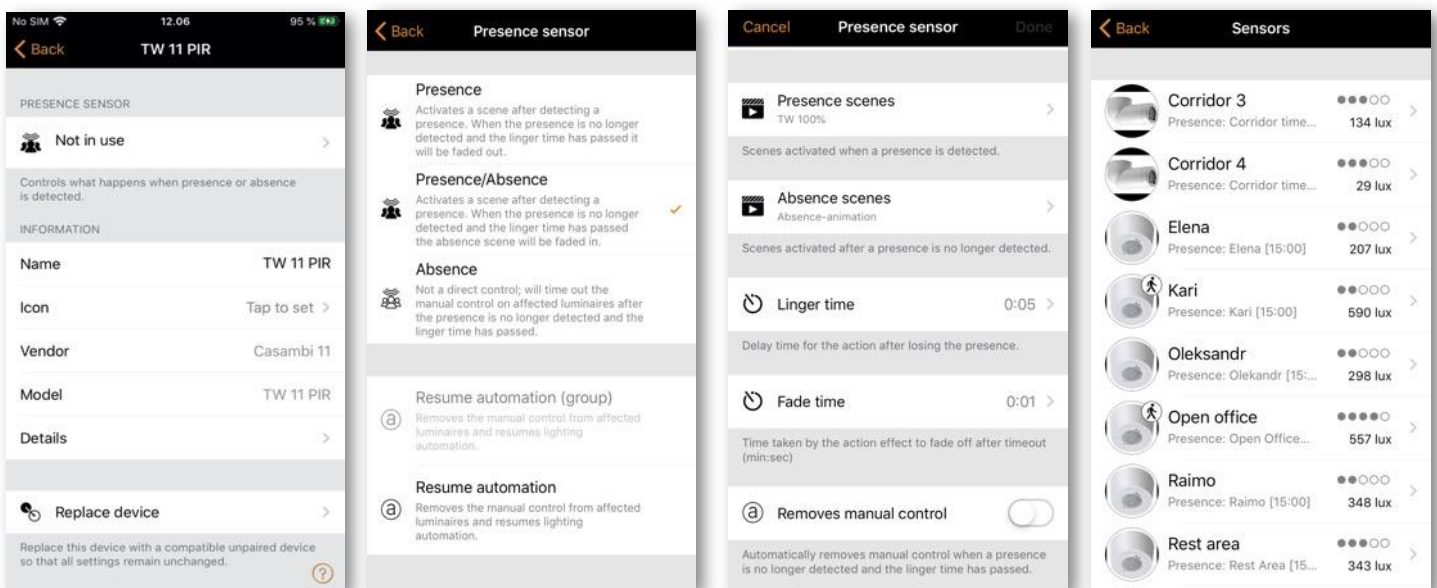 No SIM 12.06 95 %
Back TW 11 PIR
PRESENCE SENSOR
Not in use
Controls what happens when presence or absence
is detected.
INFORMATION
Name TW 11 PIR
Icon Tap to set
Vendor Casambi 11
Model TW 11 PIR
Details
Replace device
Replace this device with a compatible unpaired device
so that all settings remain unchanged.
?
Back Presence sensor
Presence
Activates a scene after detecting a
presence. When the presence is no longer
detected and the linger time has passed it
will be faded out.
Presence/Absence
Activates a scene after detecting a
presence. When the presence is no longer
detected and the linger time has passed
the absence scene will be faded in.
Absence
Not a direct control; will time out the
manual control on affected luminaires after
the presence is no longer detected and the
linger time has passed.
Resume automation (group)
Removes the manual control from affected
luminaires and resumes lighting
automation.
Resume automation
Removes the manual control from affected
luminaires and resumes lighting
automation.
Cancel Presence sensor Done
Presence scenes
TW 100%
Scenes activated when a presence is detected.
Absence scenes
Absence-animation
Scenes activated after a presence is no longer detected.
Linger time 0:05
Delay time for the action after losing the presence.
Fade time 0:01
Time taken by the action effect to fade off after timeout
(min:sec)
Removes manual control
Automatically removes manual control when a presence
is no longer detected and the linger time has passed.
Back Sensors
Corridor 3
Presence: Corridor time... 134 lux
Corridor 4
Presence: Corridor time... 29 lux
Elena
Presence: Elena [15:00] 207 lux
Kari
Presence: Kari [15:00] 590 lux
Oleksandr
Presence: Olekandr [15:... 298 lux
Open office
Presence: Open Office... 557 lux
Raimo
Presence: Raimo [15:00] 348 lux
Rest area
Presence: Rest Area [15... 343 lux